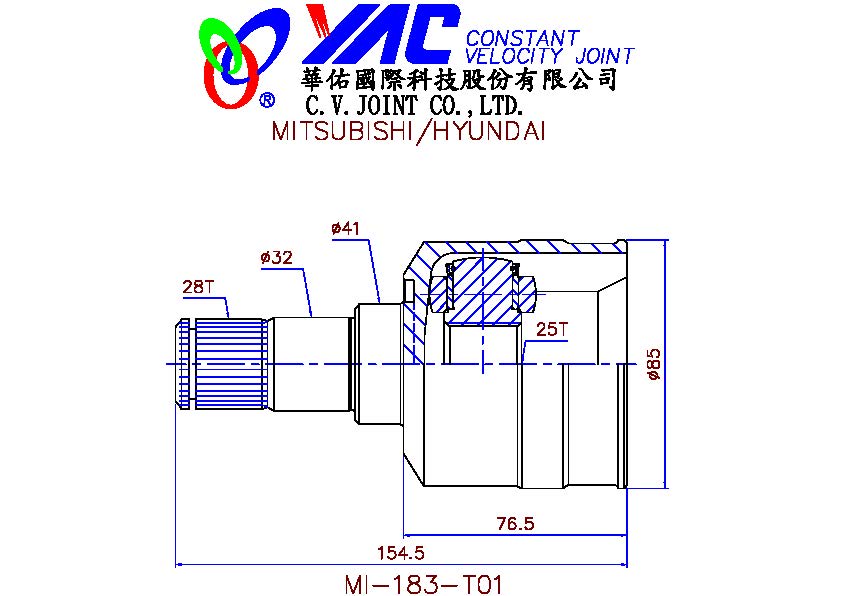 YAC CONSTANT
VELOCITY JOINT
華佑國際科技股份有限公司
® C.V.JOINT CO.,LTD.
MITSUBISHI/HYUNDAI
ø41
ø32
28T
25T
ø85
76.5
154.5
MI-183-T01